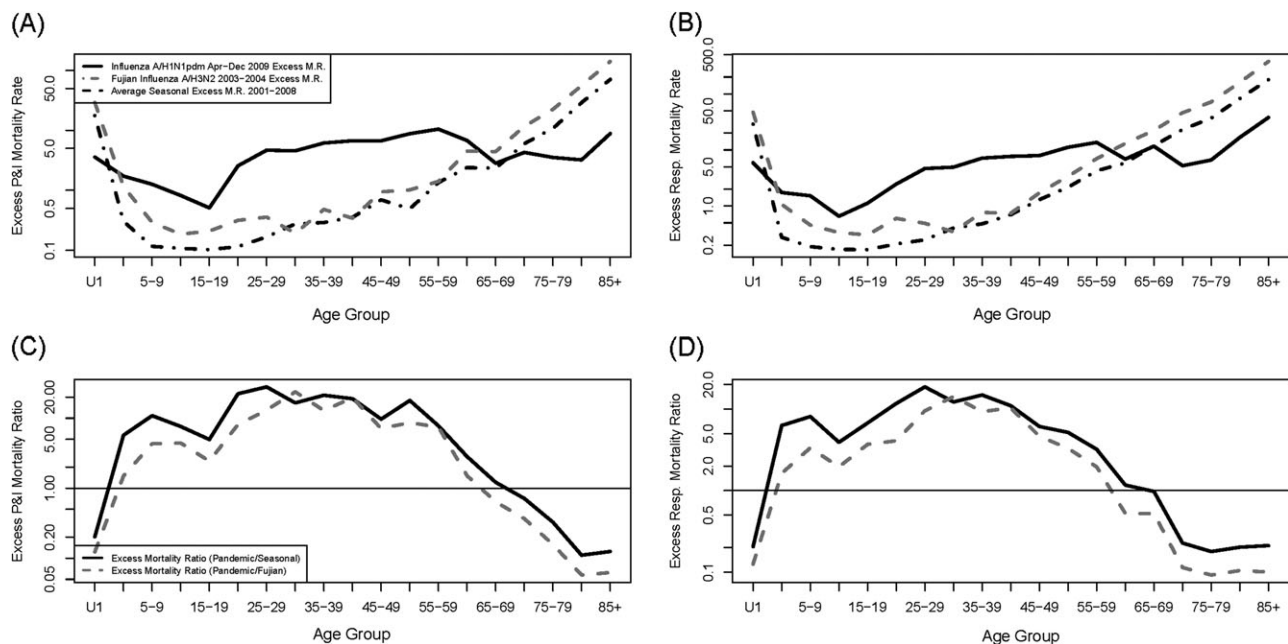 (A)
Excess P&I Mortality Rate
50.0
5.0
0.5
0.1
Influenza A/H1N1pdm Apr−Dec 2009 Excess M.R.
Fujian Influenza A/H3N2 2003−2004 Excess M.R.
Average Seasonal Excess M.R. 2001−2008
U1 5−9 15−19 25−29 35−39 45−49 55−59 65−69 75−79 85+
Age Group
(B)
Excess Resp. Mortality Rate
500.0
50.0
5.0
1.0
0.2
U1 5−9 15−19 25−29 35−39 45−49 55−59 65−69 75−79 85+
Age Group
(C)
Excess P&I Mortality Ratio
20.00
5.00
1.00
0.20
0.05
Excess Mortality Ratio (Pandemic/Seasonal)
Excess Mortality Ratio (Pandemic/Fujian)
U1 5−9 15−19 25−29 35−39 45−49 55−59 65−69 75−79 85+
Age Group
(D)
Excess Resp. Mortality Ratio
20.0
5.0
2.0
0.5
0.1
U1 5−9 15−19 25−29 35−39 45−49 55−59 65−69 75−79 85+
Age Group